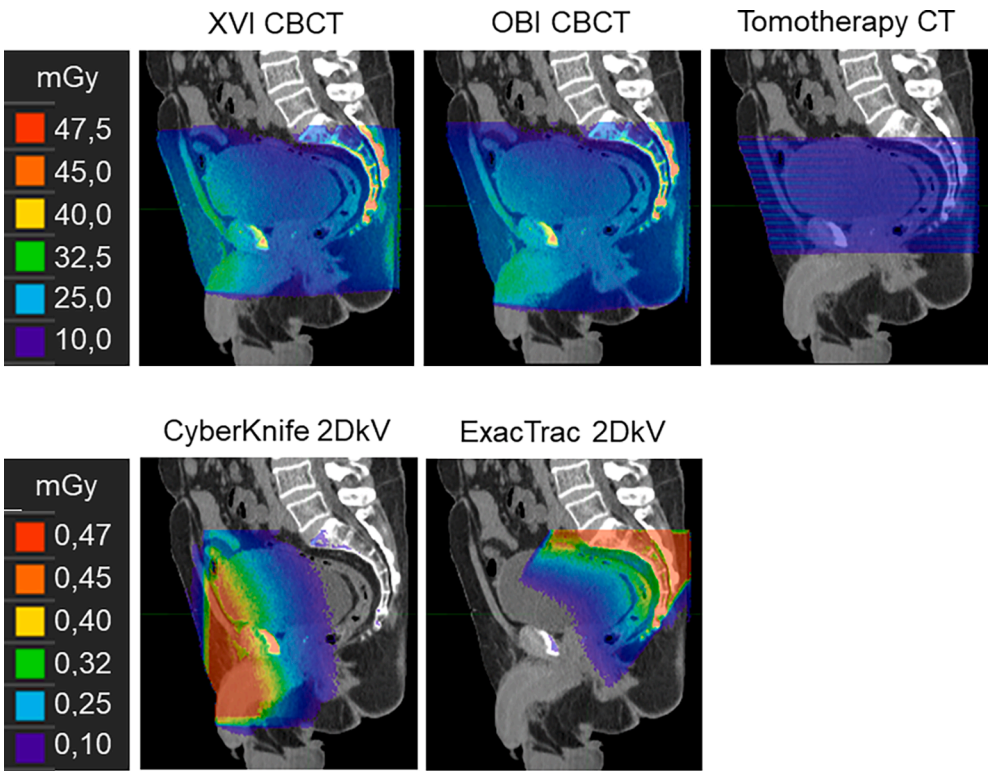 XVI CBCT
OBI CBCT
Tomotherapy CT
mGy
47,5
45,0
40,0
32,5
25,0
10,0
CyberKnife 2DkV
ExacTrac 2DkV
mGy
0,47
0,45
0,40
0,32
0,25
0,10